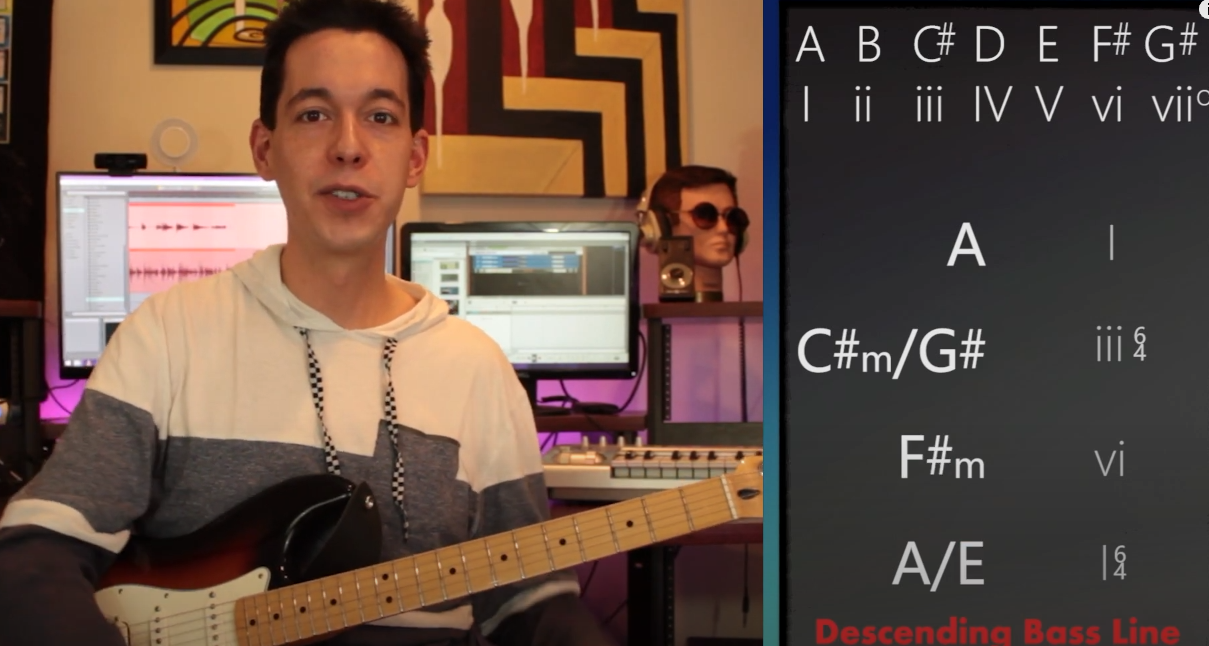 A B C# D E F# G#
I ii iii IV V vi vii°
A I
C#m/G# iii 6 4
F#m vi
A/E I 6 4
Descending Bass Line